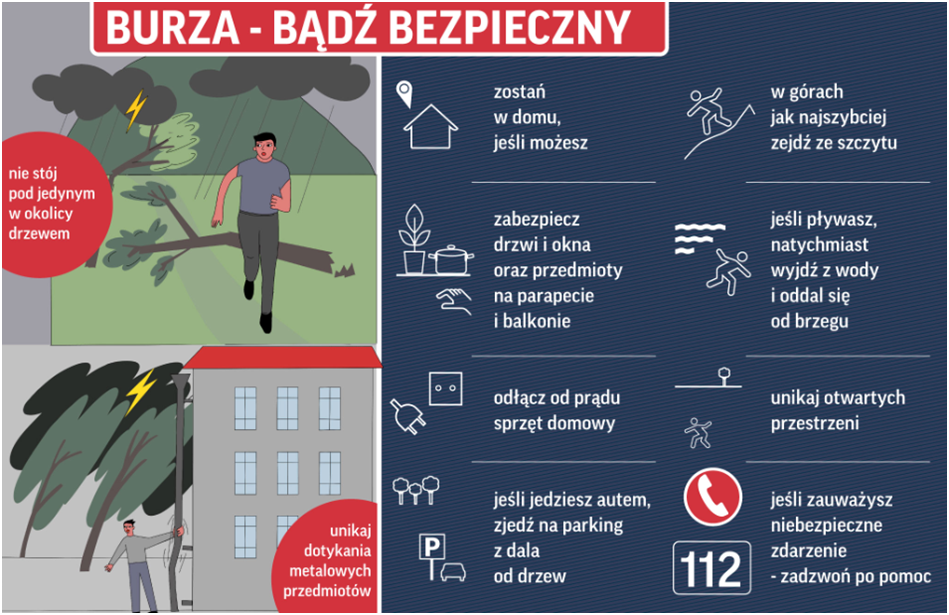 BURZA - BĄDŹ BEZPIECZNY
nie stój
pod jedynym
w okolicy
drzewem
unikaj
dotykania
metalowych
przedmiotów
zostań
w domu,
jeśli możesz
zabezpiecz
drzwi i okna
oraz przedmioty
na parapecie
i balkonie
odłącz od prądu
sprzęt domowy
jeśli jedziesz autem,
zjedź na parking
z dala
od drzew
P
w górach
jak najszybciej
zejdź ze szczytu
jeśli pływasz,
natychmiast
wyjdź z wody
i oddal się
od brzegu
unikaj otwartych
przestrzeni
jeśli zauważysz
niebezpieczne
zdarzenie
- zadzwoń po pomoc
112